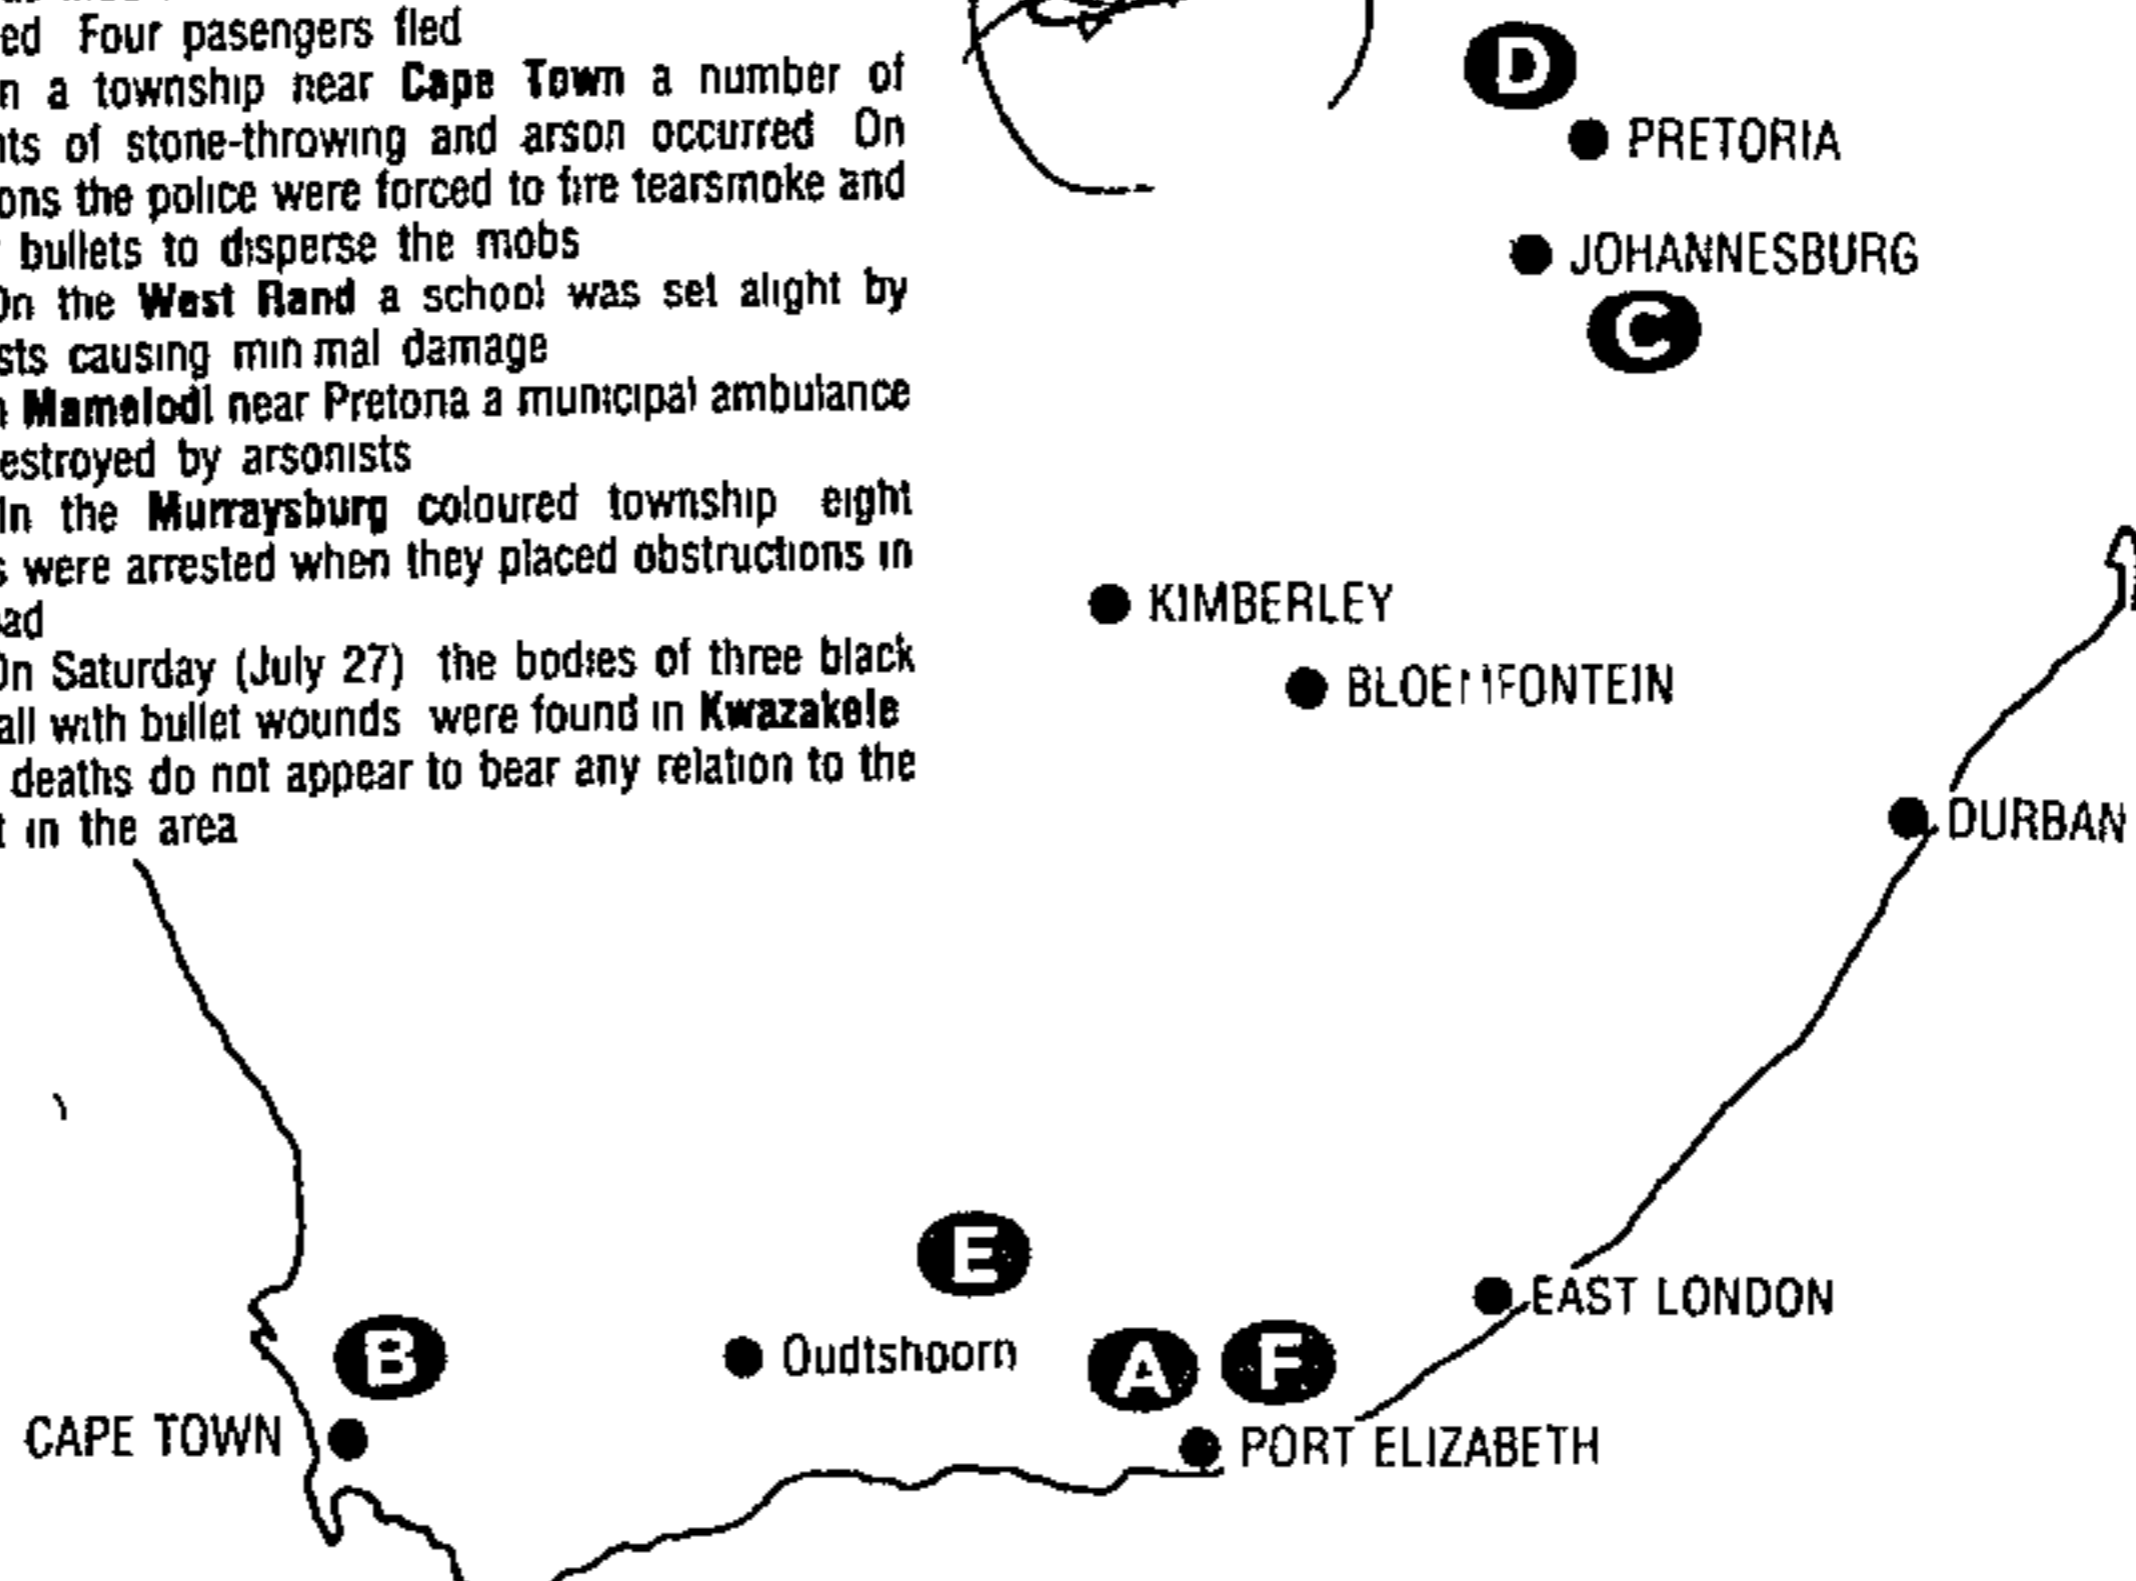 ed Four pasengers fled
n a township near Cape Town a number of
nts of stone-throwing and arson occurred On
ons the police were forced to fire tearsmoke and
bullets to disperse the mobs
On the West Rand a school was set alight by
sts causing min mal damage
Mamelodi near Pretoria a municipal ambulance
estroyed by arsonists
In the Murraysburg coloured township eight
s were arrested when they placed obstructions in
ad
On Saturday (July 27) the bodies of three black
all with bullet wounds were found in Kwazakele
deaths do not appear to bear any relation to the
t in the area
D
PRETORIA
JOHANNESBURG
C
KIMBERLEY
BLOEMFONTEIN
DURBAN
E
EAST LONDON
B
Oudtshoorn
A F
CAPE TOWN
PORT ELIZABETH